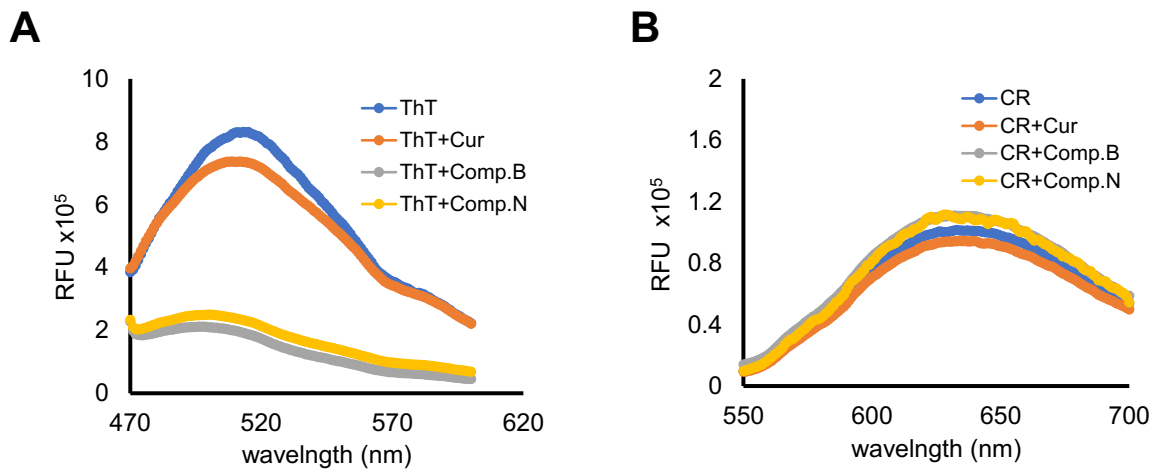 A
10
8
6
4
2
0
470
520
570
620
RFU x10⁵
wavelngth (nm)
ThT
ThT+Cur
ThT+Comp.B
ThT+Comp.N
B
2
1.6
1.2
0.8
0.4
0
550
600
650
700
RFU x10⁵
wavelngth (nm)
CR
CR+Cur
CR+Comp.B
CR+Comp.N